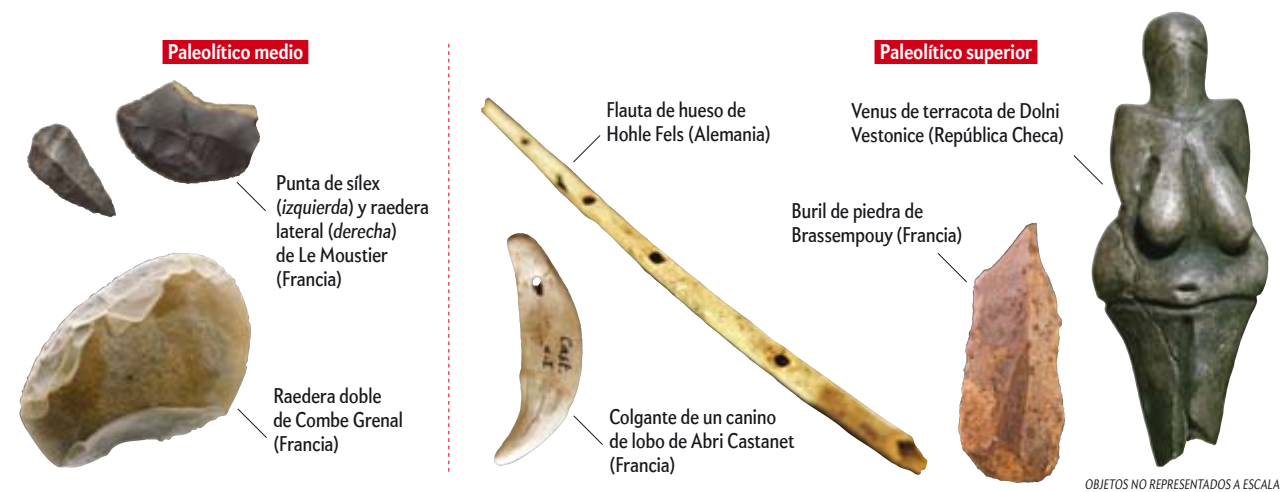 Paleolítico medio
Punta de sílex
(izquierda) y raedera
lateral (derecha)
de Le Moustier
(Francia)
Raedera doble
de Combe Grenal
(Francia)
Paleolítico superior
Flauta de hueso de
Hohle Fels (Alemania)
Venus de terracota de Dolni
Vestonice (República Checa)
Buril de piedra de
Brassempouy (Francia)
Colgante de un canino
de lobo de Abri Castanet
(Francia)
Cast.
OBJETOS NO REPRESENTADOS A ESCALA